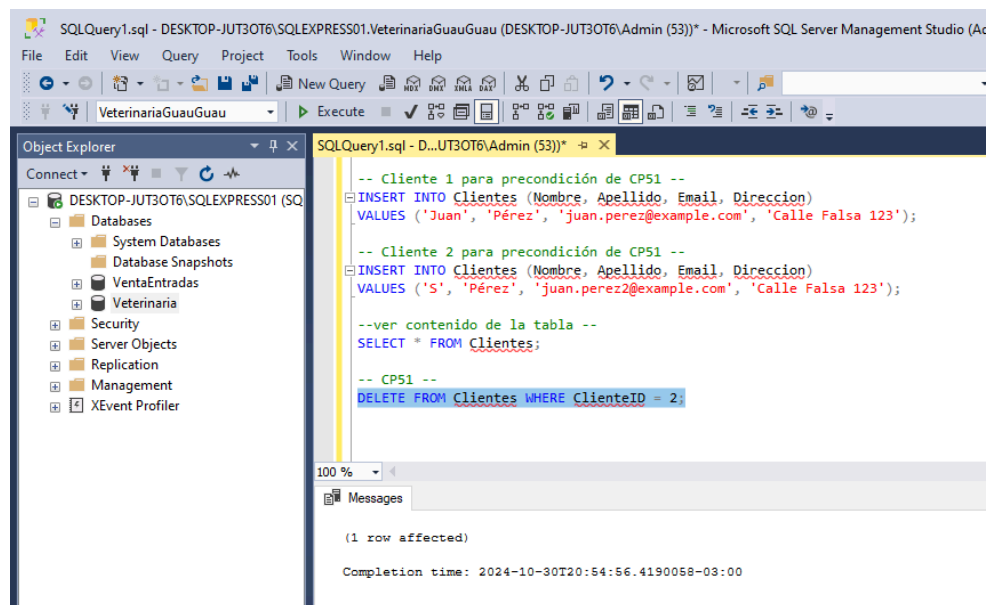 SQLQuery1.sql - DESKTOP-JUT3OT6\SQLEXPRESS01.VeterinariaGuauGuau (DESKTOP-JUT3OT6\Admin (53))* - Microsoft SQL Server Management Studio (Ad
File Edit View Query Project Tools Window Help
New Query MDX DMX XMLA DAX
VeterinariaGuauGuau Execute
Object Explorer
SQLQuery1.sql - D...UT3OT6\Admin (53))*
Connect
DESKTOP-JUT3OT6\SQLEXPRESS01 (SQ
Databases
System Databases
Database Snapshots
VentaEntradas
Veterinaria
Security
Server Objects
Replication
Management
XEvent Profiler
-- Cliente 1 para precondición de CP51 --
INSERT INTO Clientes (Nombre, Apellido, Email, Direccion)
VALUES ('Juan', 'Pérez', 'juan.perez@example.com', 'Calle Falsa 123');
-- Cliente 2 para precondición de CP51 --
INSERT INTO Clientes (Nombre, Apellido, Email, Direccion)
VALUES ('S', 'Pérez', 'juan.perez2@example.com', 'Calle Falsa 123');
--ver contenido de la tabla --
SELECT * FROM Clientes;
-- CP51 --
DELETE FROM Clientes WHERE ClienteID = 2;
100 %
Messages
(1 row affected)
Completion time: 2024-10-30T20:54:56.4190058-03:00